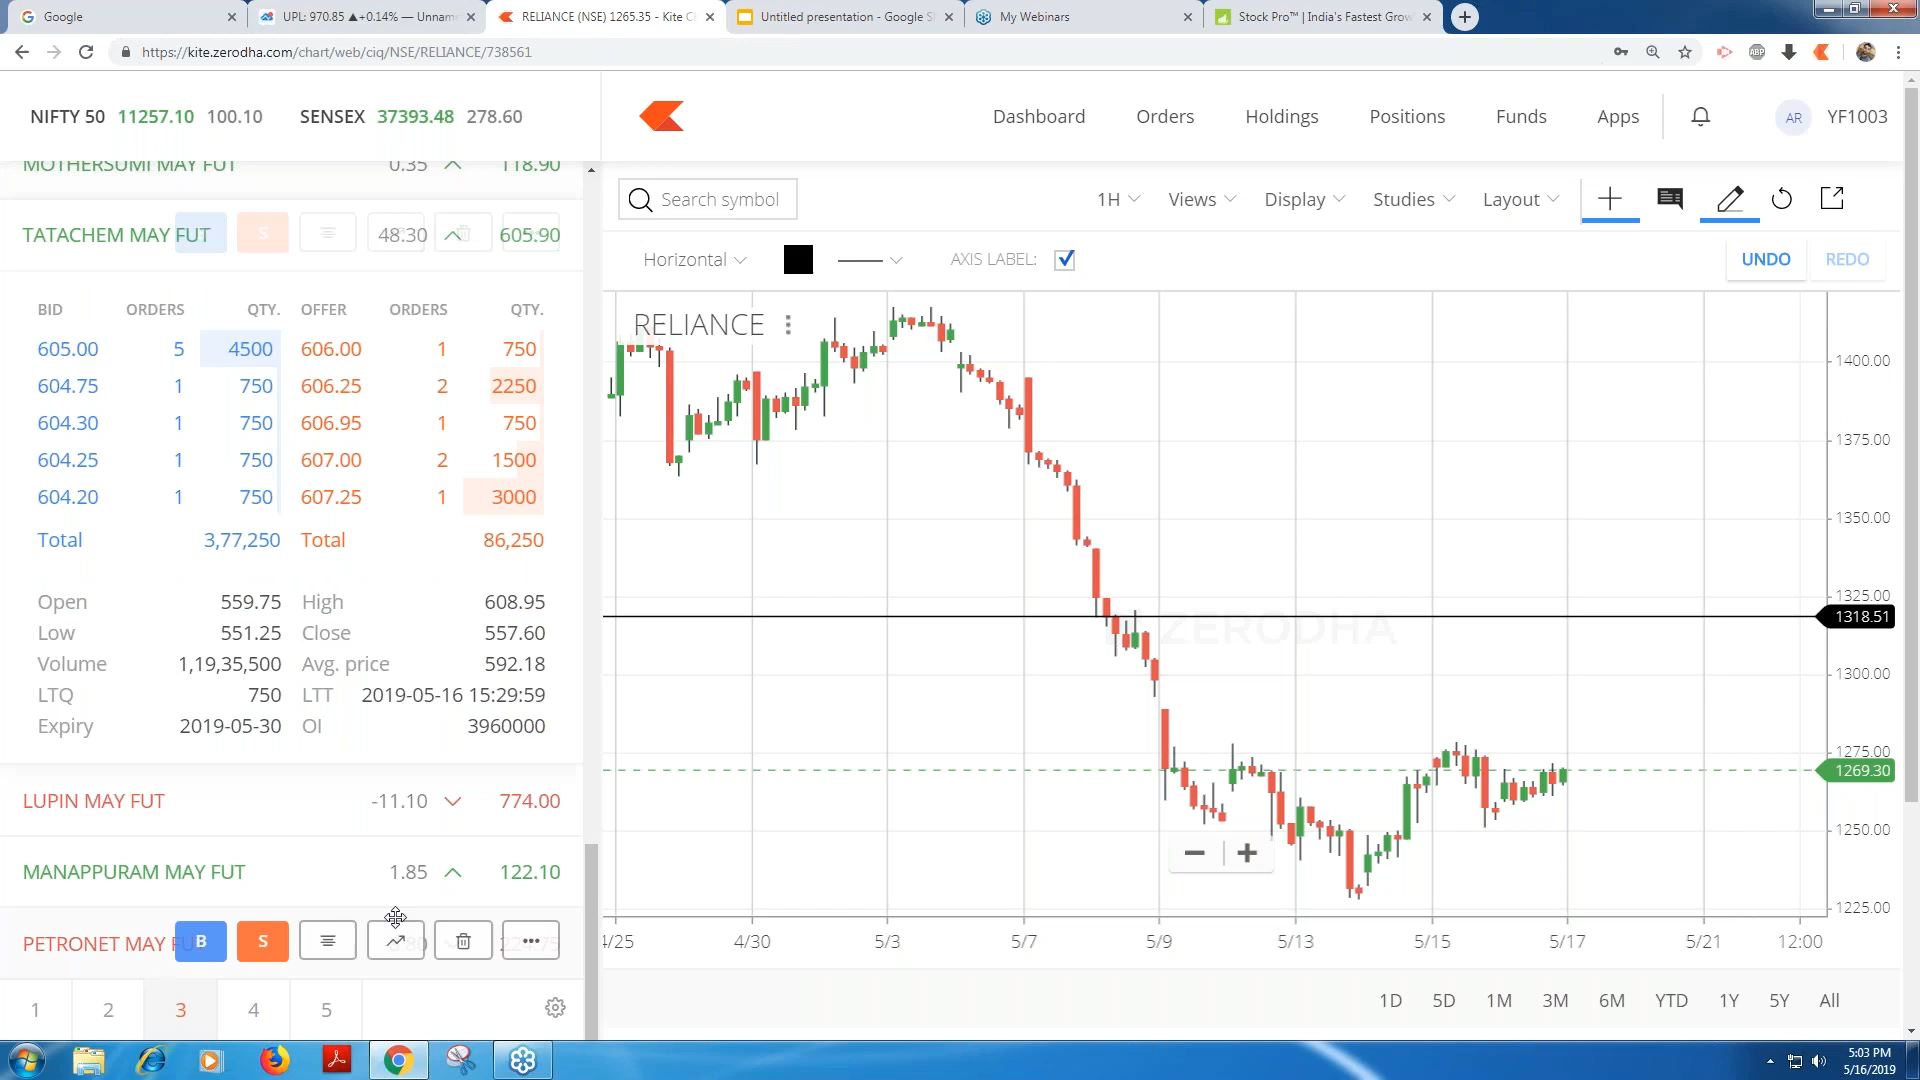 Google
UPL: 970.85 ▲+0.14% — Unnam
RELIANCE (NSE) 1265.35 - Kite C
Untitled presentation - Google S
My Webinars
Stock Pro™ | India's Fastest Grow
https://kite.zerodha.com/chart/web/ciq/NSE/RELIANCE/738561
ABP
NIFTY 50 11257.10 100.10 SENSEX 37393.48 278.60
Dashboard Orders Holdings Positions Funds Apps AR YF1003
MOTHERSUMI MAY FUT 0.35 118.90
TATACHEM MAY FUT S 48.30 605.90
BID ORDERS QTY. OFFER ORDERS QTY.
605.00 5 4500 606.00 1 750
604.75 1 750 606.25 2 2250
604.30 1 750 606.95 1 750
604.25 1 750 607.00 2 1500
604.20 1 750 607.25 1 3000
Total 3,77,250 Total 86,250
Open 559.75 High 608.95
Low 551.25 Close 557.60
Volume 1,19,35,500 Avg. price 592.18
LTQ 750 LTT 2019-05-16 15:29:59
Expiry 2019-05-30 OI 3960000
LUPIN MAY FUT -11.10 774.00
MANAPPURAM MAY FUT 1.85 122.10
PETRONET MAY FU B S
1 2 3 4 5
Search symbol
1H Views Display Studies Layout
Horizontal AXIS LABEL: UNDO REDO
RELIANCE
ZERODHA
1400.00
1375.00
1350.00
1325.00
1318.51
1300.00
1275.00
1269.30
1250.00
1225.00
4/25 4/30 5/3 5/7 5/9 5/13 5/15 5/17 5/21 12:00
1D 5D 1M 3M 6M YTD 1Y 5Y All
5:03 PM
5/16/2019